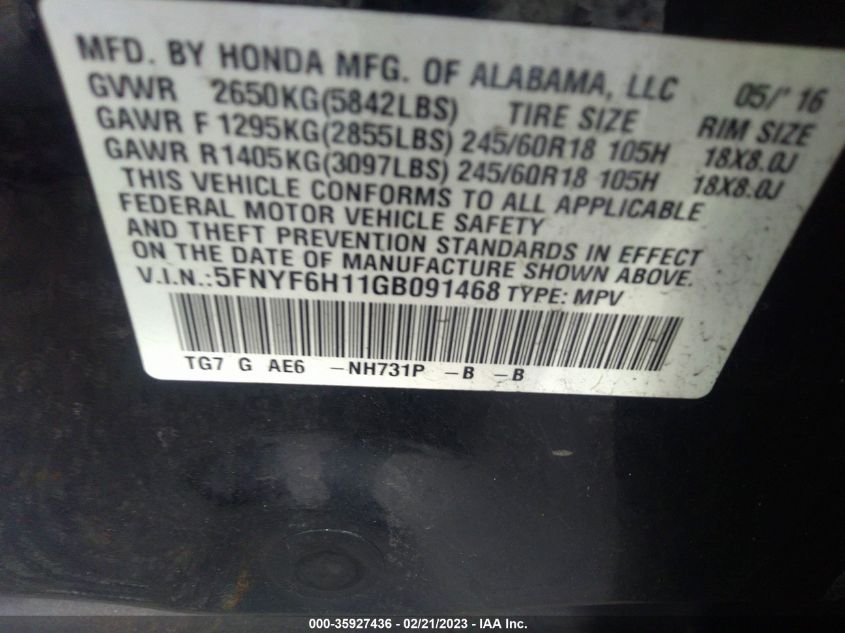 MFD. BY HONDA MFG. OF ALABAMA, LLC 05/'16
GVWR 2650KG(5842LBS) TIRE SIZE RIM SIZE
GAWR F 1295KG(2855LBS) 245/60R18 105H 18X8.0J
GAWR R1405KG(3097LBS) 245/60R18 105H 18X8.0J
THIS VEHICLE CONFORMS TO ALL APPLICABLE
FEDERAL MOTOR VEHICLE SAFETY
AND THEFT PREVENTION STANDARDS IN EFFECT
ON THE DATE OF MANUFACTURE SHOWN ABOVE.
V.I.N.:5FNYF6H11GB091468 TYPE: MPV
TG7 G AE6 -NH731P -B -B
000-35927436 - 02/21/2023 - IAA Inc.